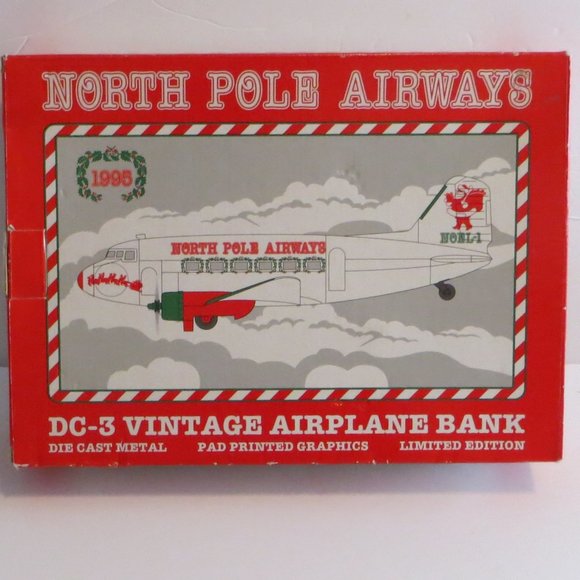 NORTH POLE AIRWAYS
1995
NORTH POLE AIRWAYS
NOEL-1
DC-3 VINTAGE AIRPLANE BANK
DIE CAST METAL PAD PRINTED GRAPHICS LIMITED EDITION